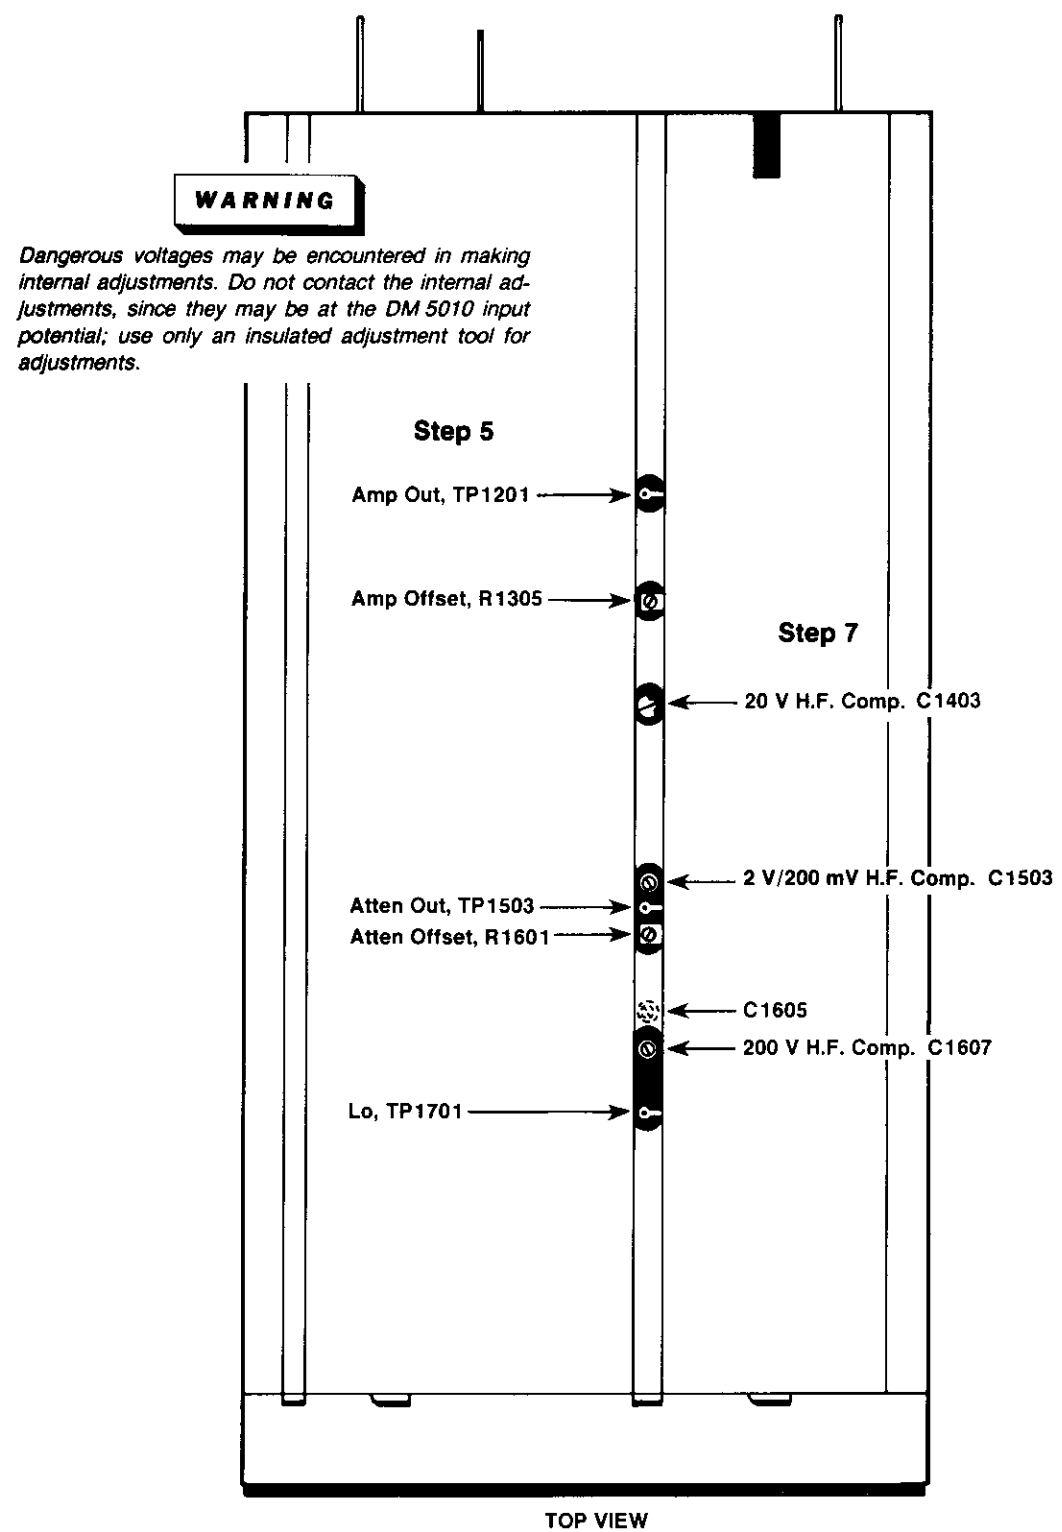 WARNING
Dangerous voltages may be encountered in making
internal adjustments. Do not contact the internal ad-
justments, since they may be at the DM 5010 input
potential; use only an insulated adjustment tool for
adjustments.
Step 5
Amp Out, TP1201
Amp Offset, R1305
Step 7
20 V H.F. Comp. C1403
2 V/200 mV H.F. Comp. C1503
Atten Out, TP1503
Atten Offset, R1601
C1605
200 V H.F. Comp. C1607
Lo, TP1701
TOP VIEW